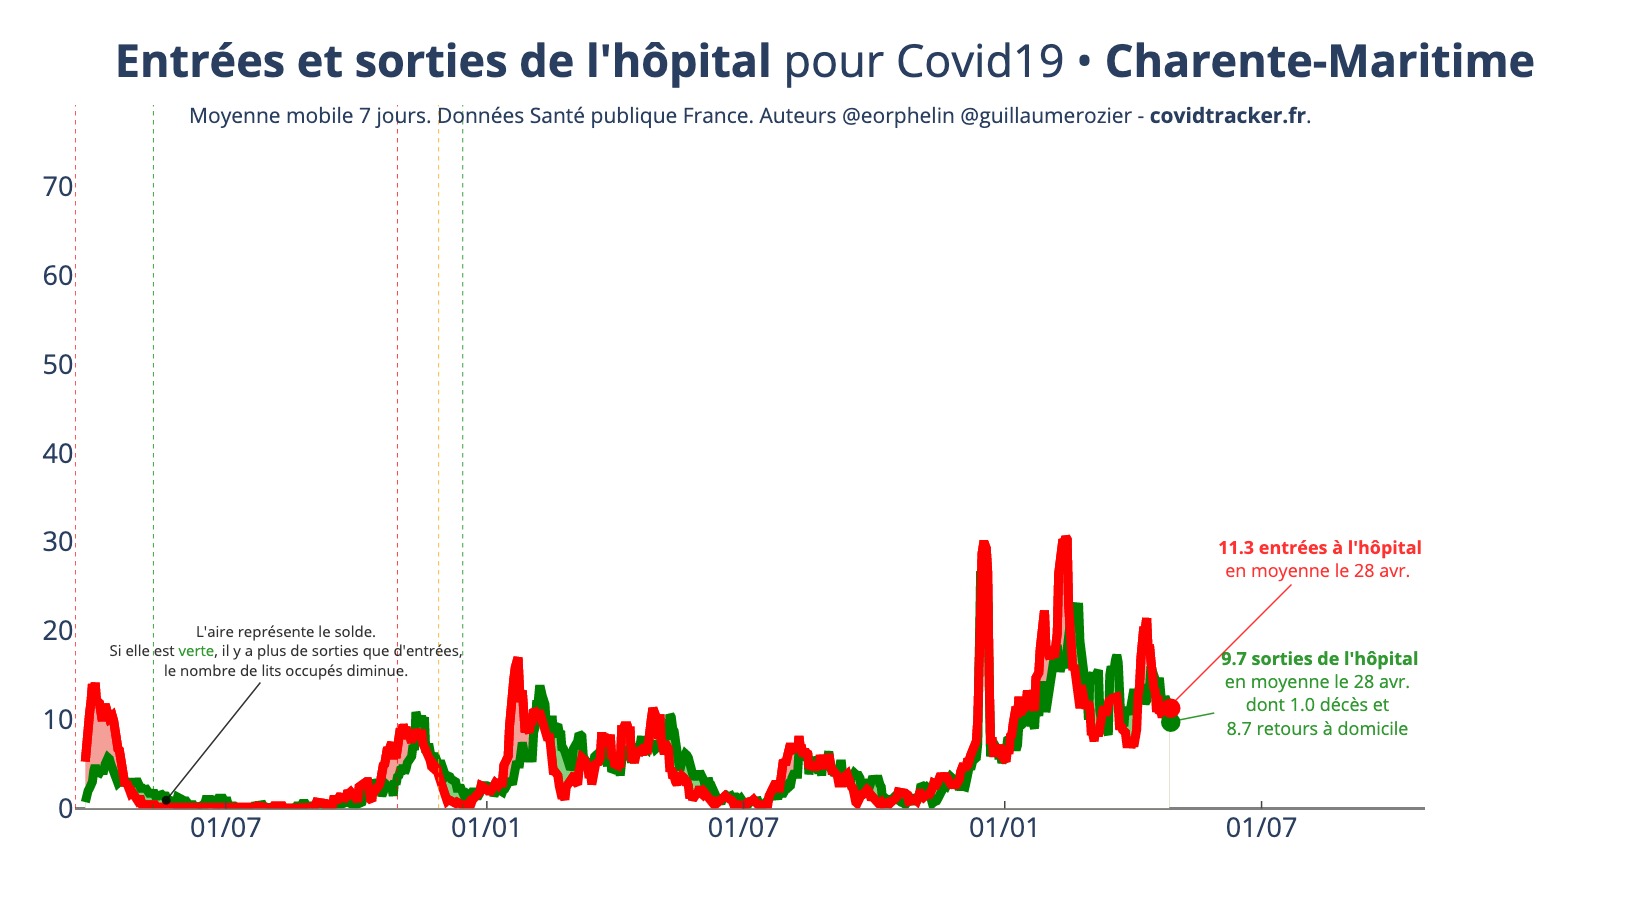 Entrées et sorties de l'hôpital pour Covid19 • Charente-Maritime
Moyenne mobile 7 jours. Données Santé publique France. Auteurs @eorphelin @guillaumerozier - covidtracker.fr.
70
60
50
40
30
20
10
0
11.3 entrées à l'hôpital
en moyenne le 28 avr.
L'aire représente le solde.
Si elle est verte, il y a plus de sorties que d'entrées,
le nombre de lits occupés diminue.
9.7 sorties de l'hôpital
en moyenne le 28 avr.
dont 1.0 décès et
8.7 retours à domicile
01/07
01/01
01/07
01/01
01/07